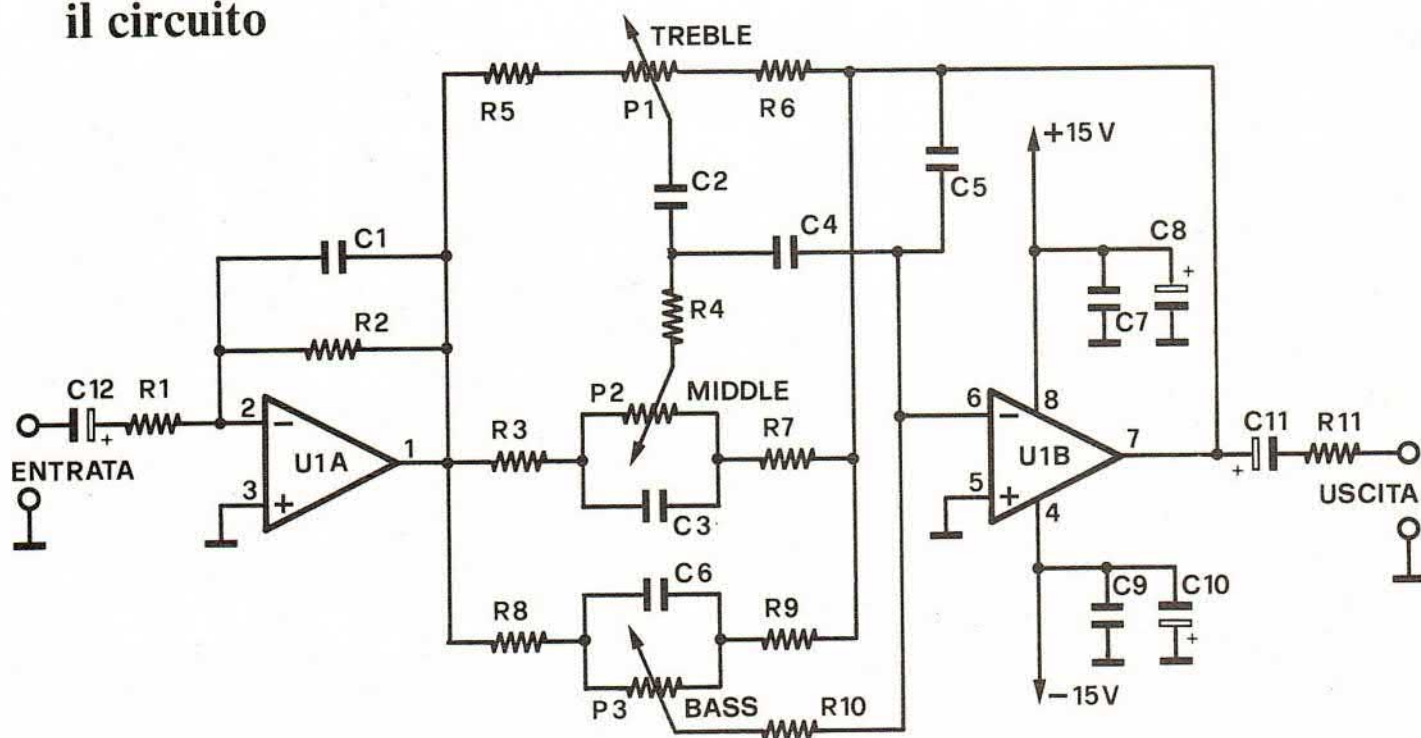 il circuito
TREBLE
R5
P1
R6
+15V
C2
C5
C1
C4
C8
+
R4
C7
R2
C12
R1
P2
MIDDLE
+
2
−
R3
R7
6
−
8
C11
R11
ENTRATA
U1A
1
U1B
7
+
3
+
C3
5
+
4
USCITA
C6
C9
C10
R8
R9
+
P3
BASS
R10
−15V